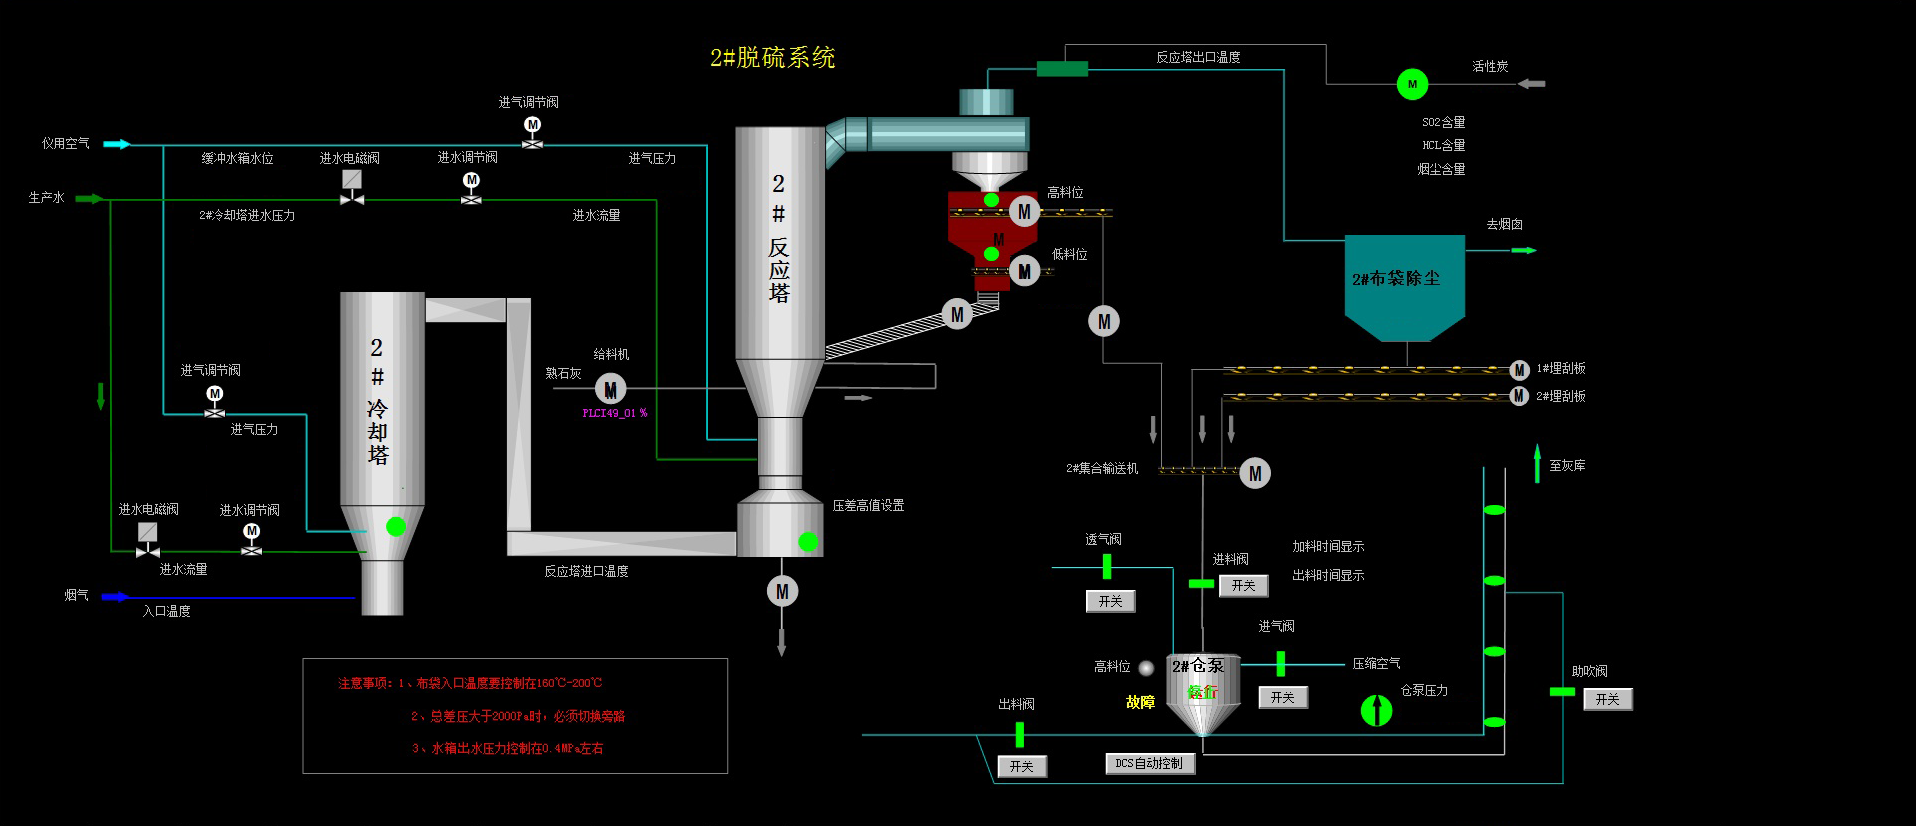 2#脱硫系统
反应塔出口温度
活性炭
M
进气调节阀
M
SO2含量
仪用空气
HCL含量
缓冲水箱水位
进水电磁阀
进水调节阀
进气压力
烟尘含量
M
2#反应塔
高料位
生产水
2#冷却塔进水压力
进水流量
M
去烟囱
M
低料位
M
2#布袋除尘
M
M
2#冷却塔
给料机
进气调节阀
熟石灰
M
M
1#埋刮板
M
M
2#埋刮板
PLC149_01 %
进气压力
2#集合输送机
M
至灰库
进水电磁阀
进水调节阀
压差高值设置
M
透气阀
进料阀
加料时间显示
进水流量
反应塔进口温度
开关
出料时间显示
烟气
M
开关
入口温度
进气阀
高料位
2#仓泵
压缩空气
助吹阀
注意事项: 1、布袋入口温度要控制在160℃-200℃
故障
开关
仓泵压力
开关
出料阀
2、总差压大于2000Pa时,必须切换旁路
3、水箱出水压力控制在0.4MPa左右
开关
DCS自动控制